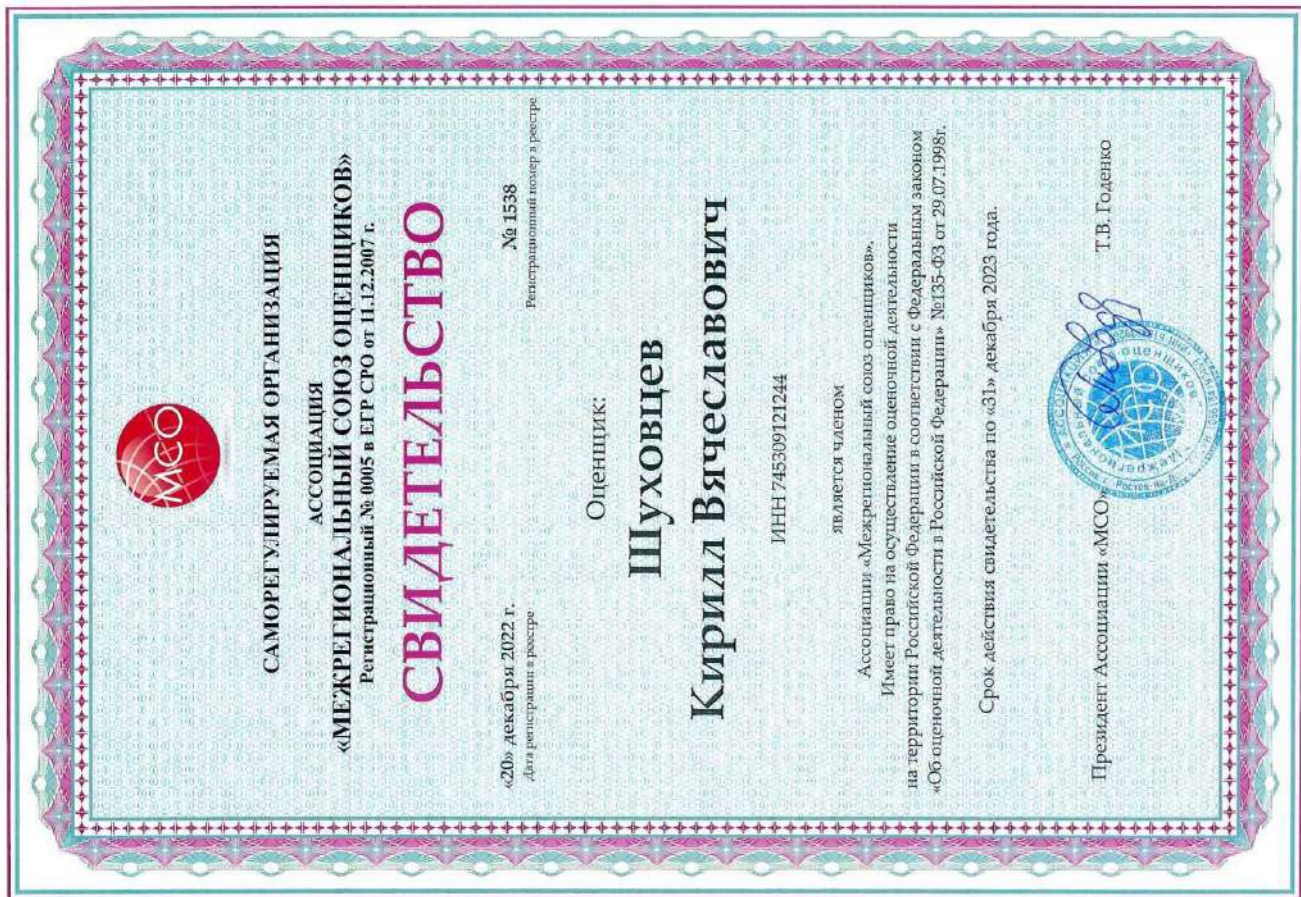 МСО
САМОРЕГУЛИРУЕМАЯ ОРГАНИЗАЦИЯ
АССОЦИАЦИЯ
«МЕЖРЕГИОНАЛЬНЫЙ СОЮЗ ОЦЕНЩИКОВ»
Регистрационный № 0005 в ЕГР СРО от 11.12.2007 г.
СВИДЕТЕЛЬСТВО
«20» декабря 2022 г. № 1538
Дата регистрации в реестре Регистрационный номер в реестре
Оценщик:
Шуховцев
Кирилл Вячеславович
ИНН 745309121244
является членом
Ассоциации «Межрегиональный союз оценщиков».
Имеет право на осуществление оценочной деятельности
на территории Российской Федерации в соответствии с Федеральным законом
«Об оценочной деятельности в Российской Федерации» №135-ФЗ от 29.07.1998г.
Срок действия свидетельства по «31» декабря 2023 года.
Президент Ассоциации «МСО» Т.В. Годенко